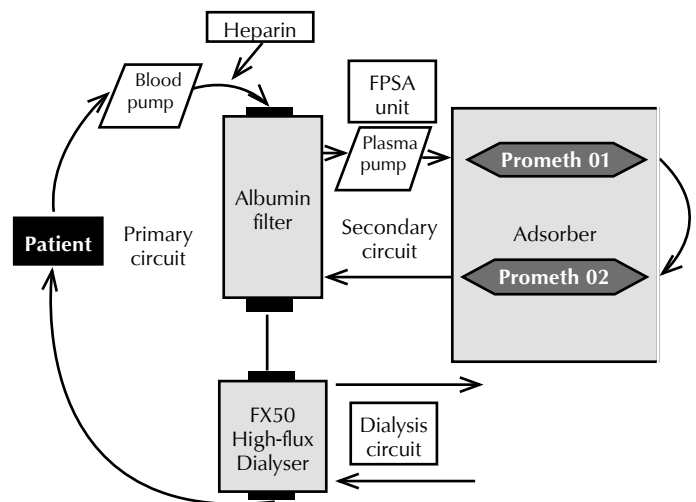 Heparin
Blood
pump
FPSA
unit
Plasma
pump
Prometh 01
Albumin
filter
Patient
Primary
circuit
Secondary
circuit
Adsorber
Prometh 02
FX50
High-flux
Dialyser
Dialysis
circuit